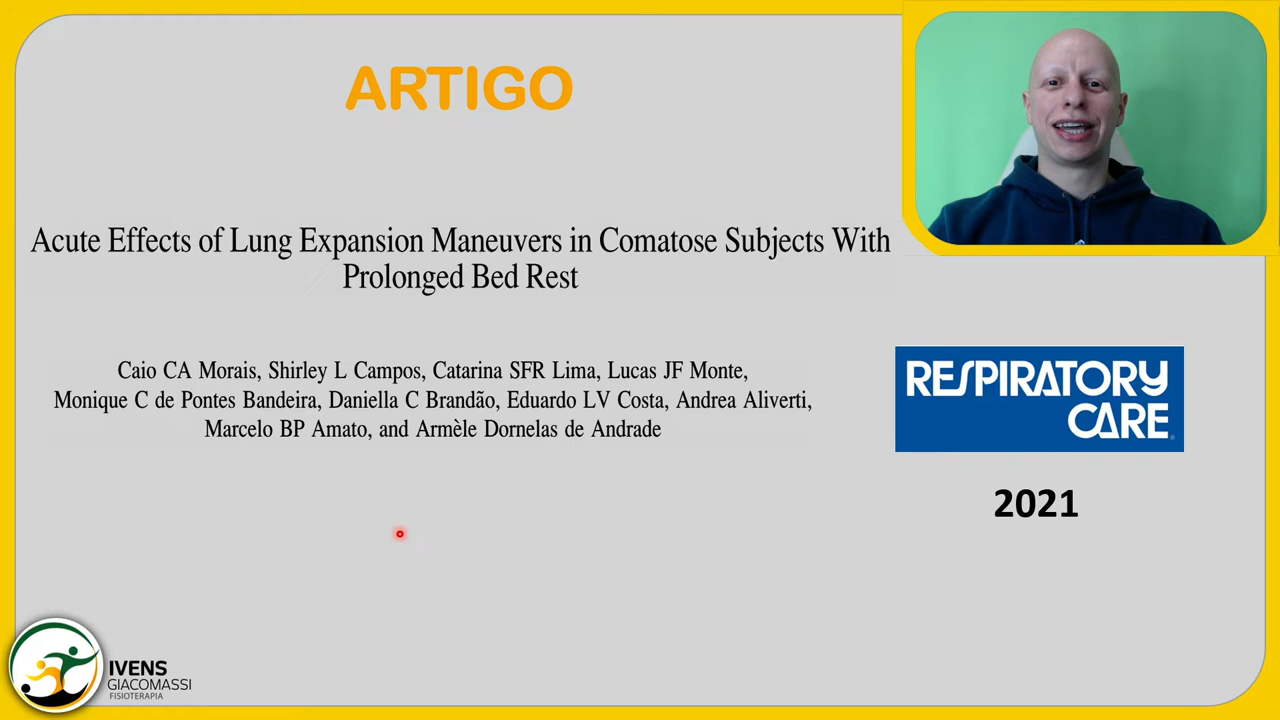 ARTIGO
Acute Effects of Lung Expansion Maneuvers in Comatose Subjects With
Prolonged Bed Rest
Caio CA Morais, Shirley L Campos, Catarina SFR Lima, Lucas JF Monte,
Monique C de Pontes Bandeira, Daniella C Brandão, Eduardo LV Costa, Andrea Aliverti,
Marcelo BP Amato, and Armèle Dornelas de Andrade
RESPIRATORY
CARE
2021
IVENS
GIACOMASSI
FISIOTERAPIA